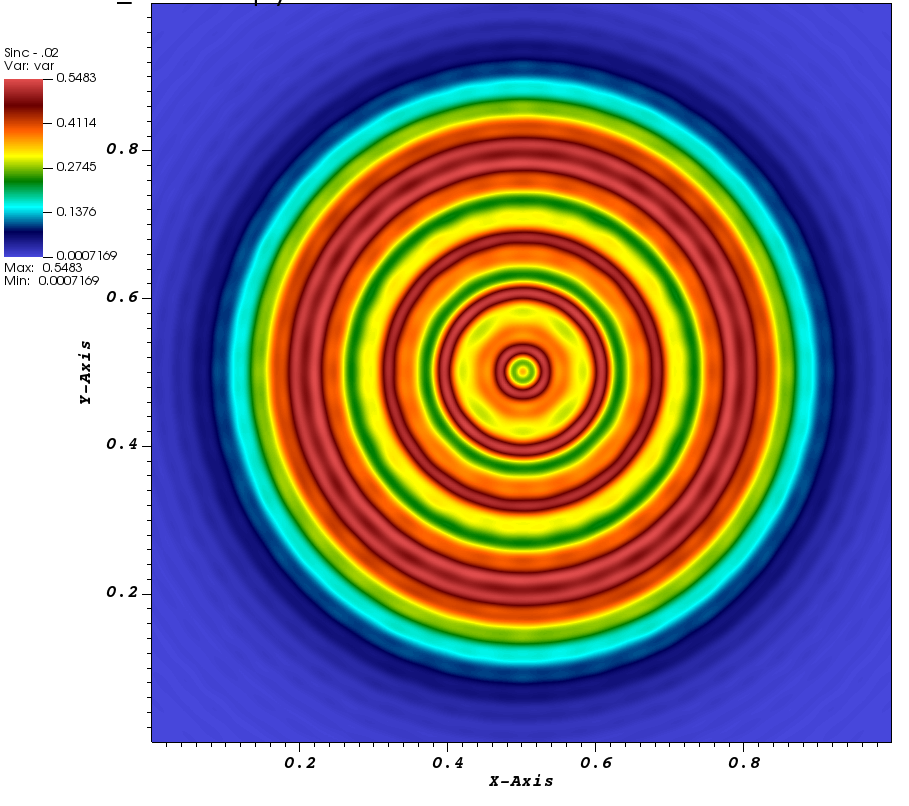 Sinc - .02
Var: var
0.5483
0.4114
0.2745
0.1376
0.0007169
Max: 0.5483
Min: 0.0007169
0.8
0.6
0.4
0.2
Y-Axis
0.2 0.4 0.6 0.8
X-Axis